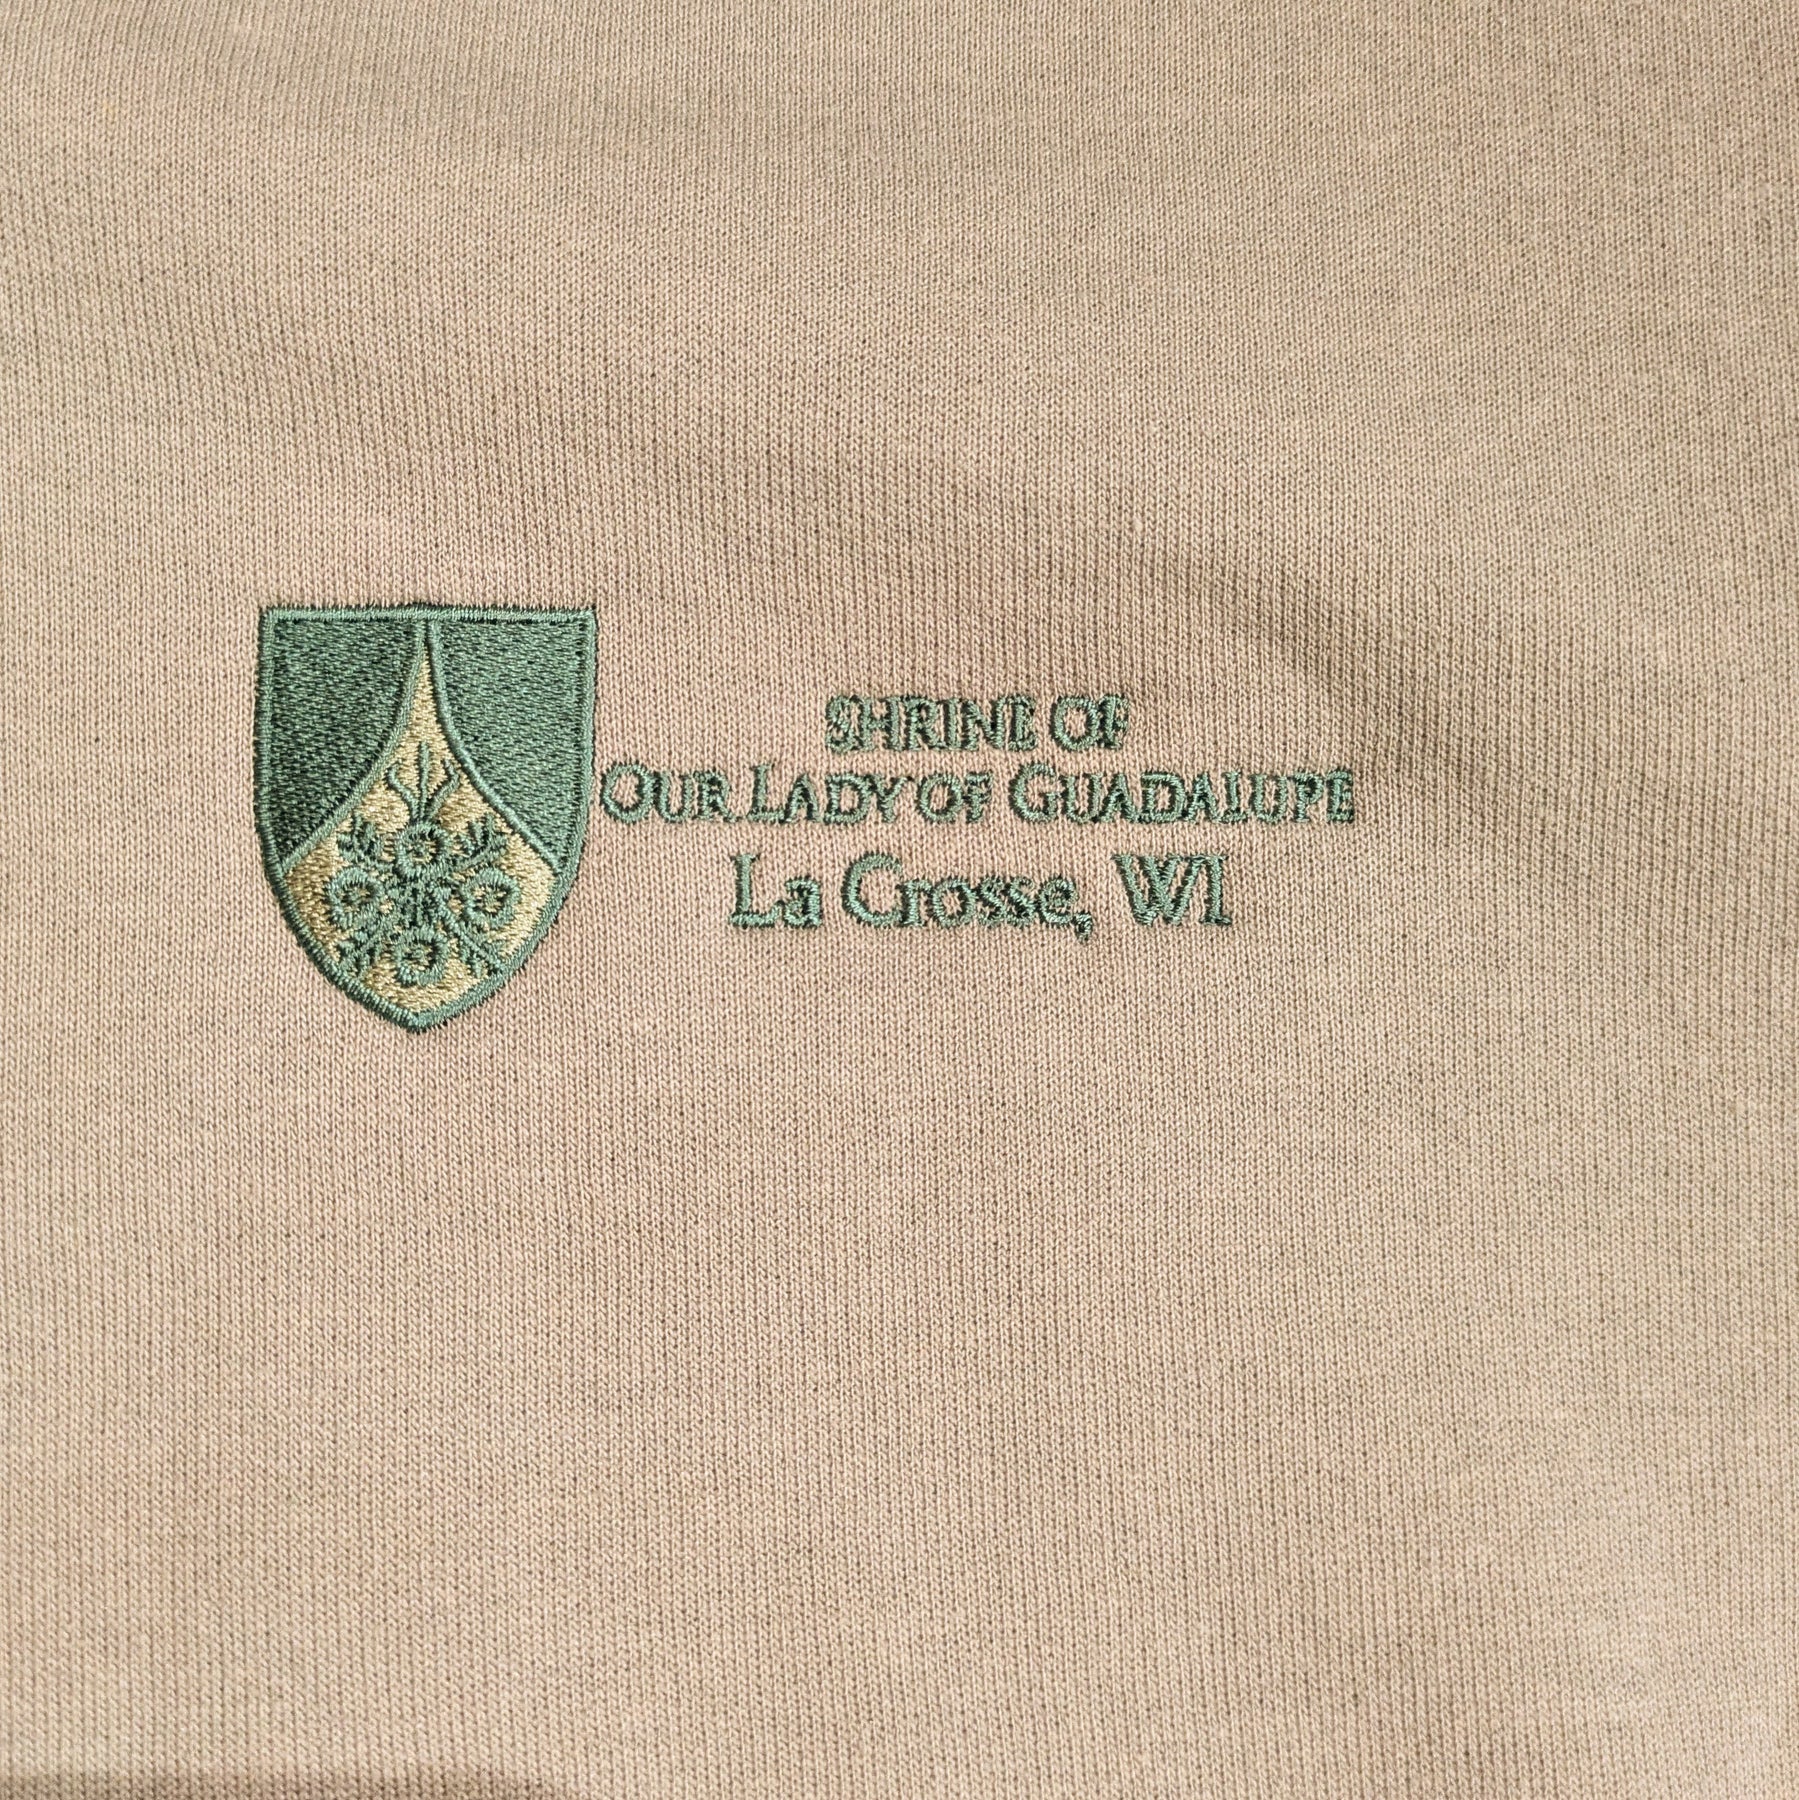 SHRINE OF
OUR LADY OF GUADALUPE
La Crosse, WI